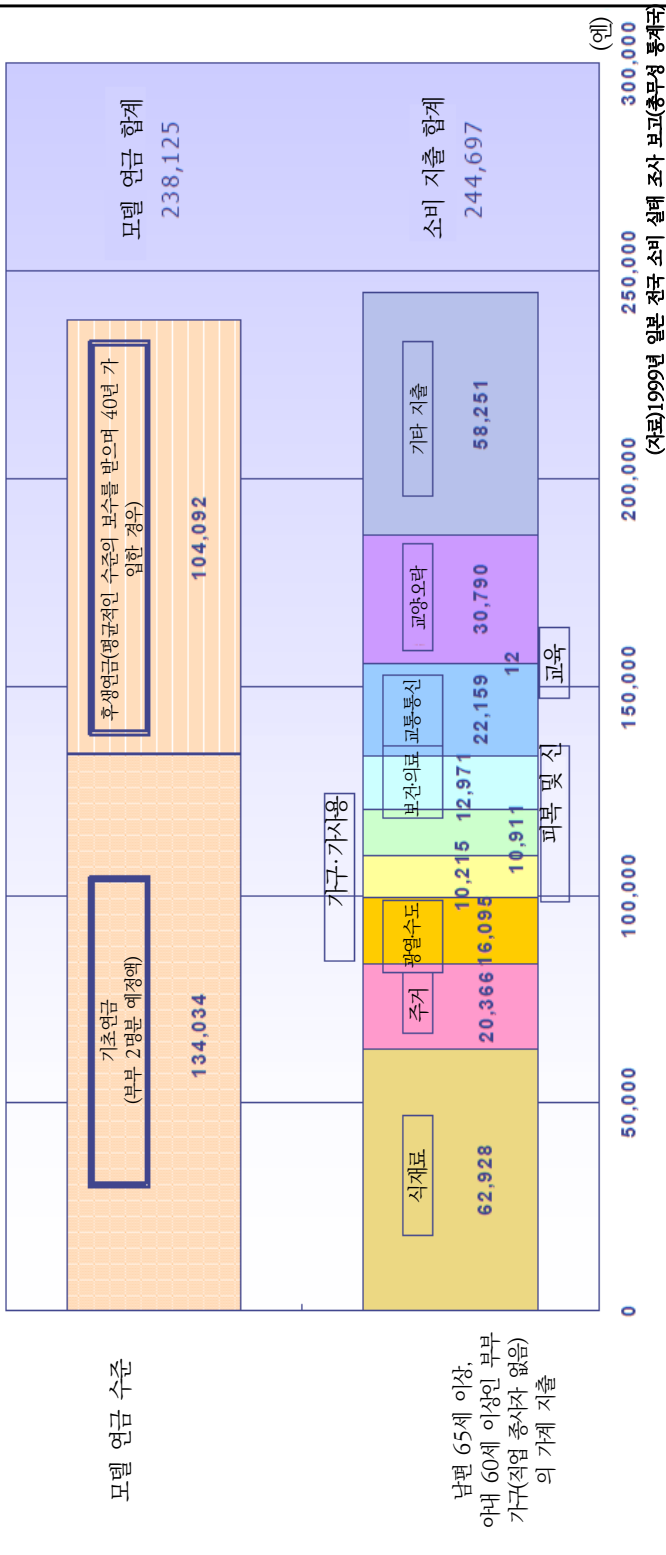 (엔)
모델 연금 수준
기초연금
(부부 2명분 예정액)
134,034
후생연금(평균적인 수준의 보수를 받으며 40년 가
입한 경우)
104,092
모델 연금 합계
238,125
남편 65세 이상,
아내 60세 이상인 부부
가구(직업 종사자 없음)
의 가계 지출
가구·가사용
식재료
62,928
주거
20,366
광열·수도
16,095
10,215
10,911
보건·의료
12,971
교통·통신
22,159
12
교양·오락
30,790
기타 지출
58,251
소비 지출 합계
244,697
피복 및 신
교육
0
50,000
100,000
150,000
200,000
250,000
300,000
(자료)1999년 일본 전국 소비 실태 조사 보고(총무성 통계국)